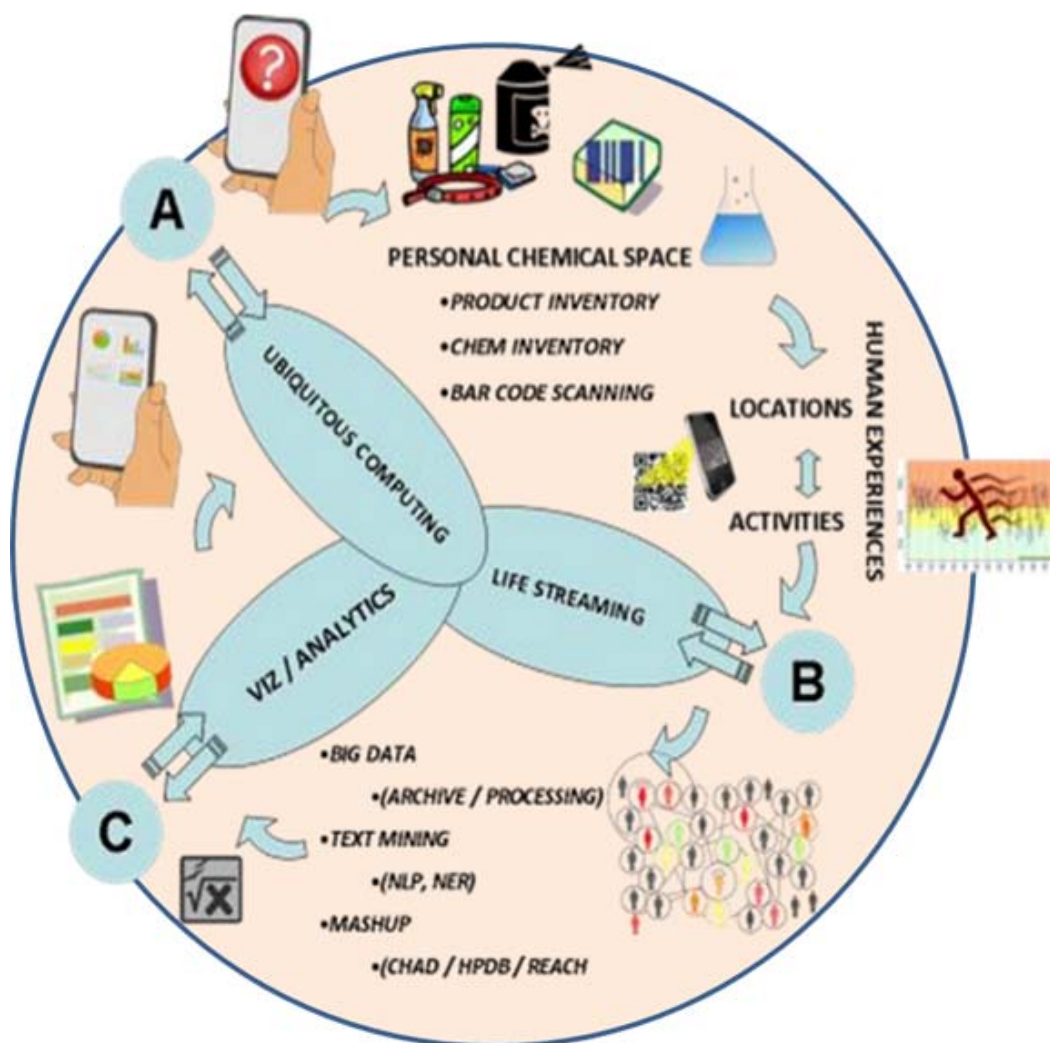 ?
A
PERSONAL CHEMICAL SPACE
•PRODUCT INVENTORY
•CHEM INVENTORY
•BAR CODE SCANNING
HUMAN EXPERIENCES
LOCATIONS
ACTIVITIES
UBIQUITOUS COMPUTING
LIFE STREAMING
VIZ / ANALYTICS
B
•BIG DATA
•(ARCHIVE / PROCESSING)
•TEXT MINING
•(NLP, NER)
•MASHUP
•(CHAD / HPDB / REACH
C
√X